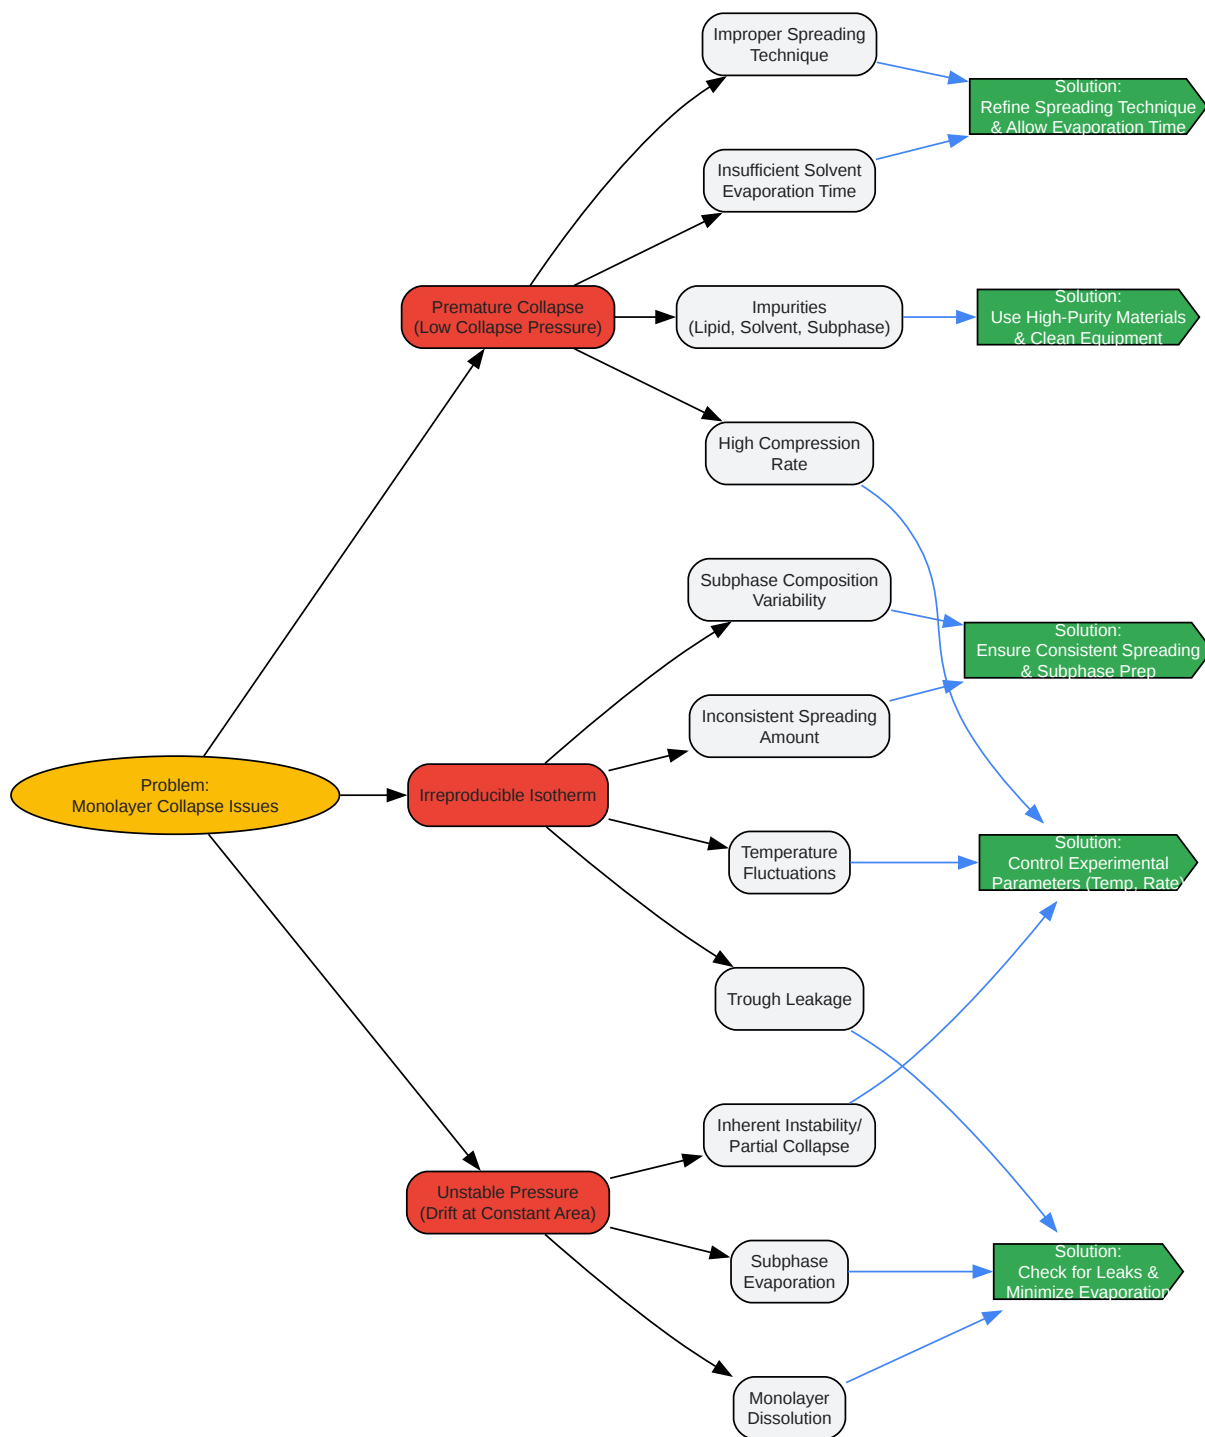 Improper Spreading
Technique
Solution:
Refine Spreading Technique
& Allow Evaporation Time
Insufficient Solvent
Evaporation Time
Premature Collapse
(Low Collapse Pressure)
Impurities
(Lipid, Solvent, Subphase)
Solution:
Use High-Purity Materials
& Clean Equipment
High Compression
Rate
Subphase Composition
Variability
Solution:
Ensure Consistent Spreading
& Subphase Prep
Inconsistent Spreading
Amount
Problem:
Monolayer Collapse Issues
Irreproducible Isotherm
Temperature
Fluctuations
Solution:
Control Experimental
Parameters (Temp, Rate)
Trough Leakage
Inherent Instability/
Partial Collapse
Unstable Pressure
(Drift at Constant Area)
Subphase
Evaporation
Solution:
Check for Leaks &
Minimize Evaporation
Monolayer
Dissolution